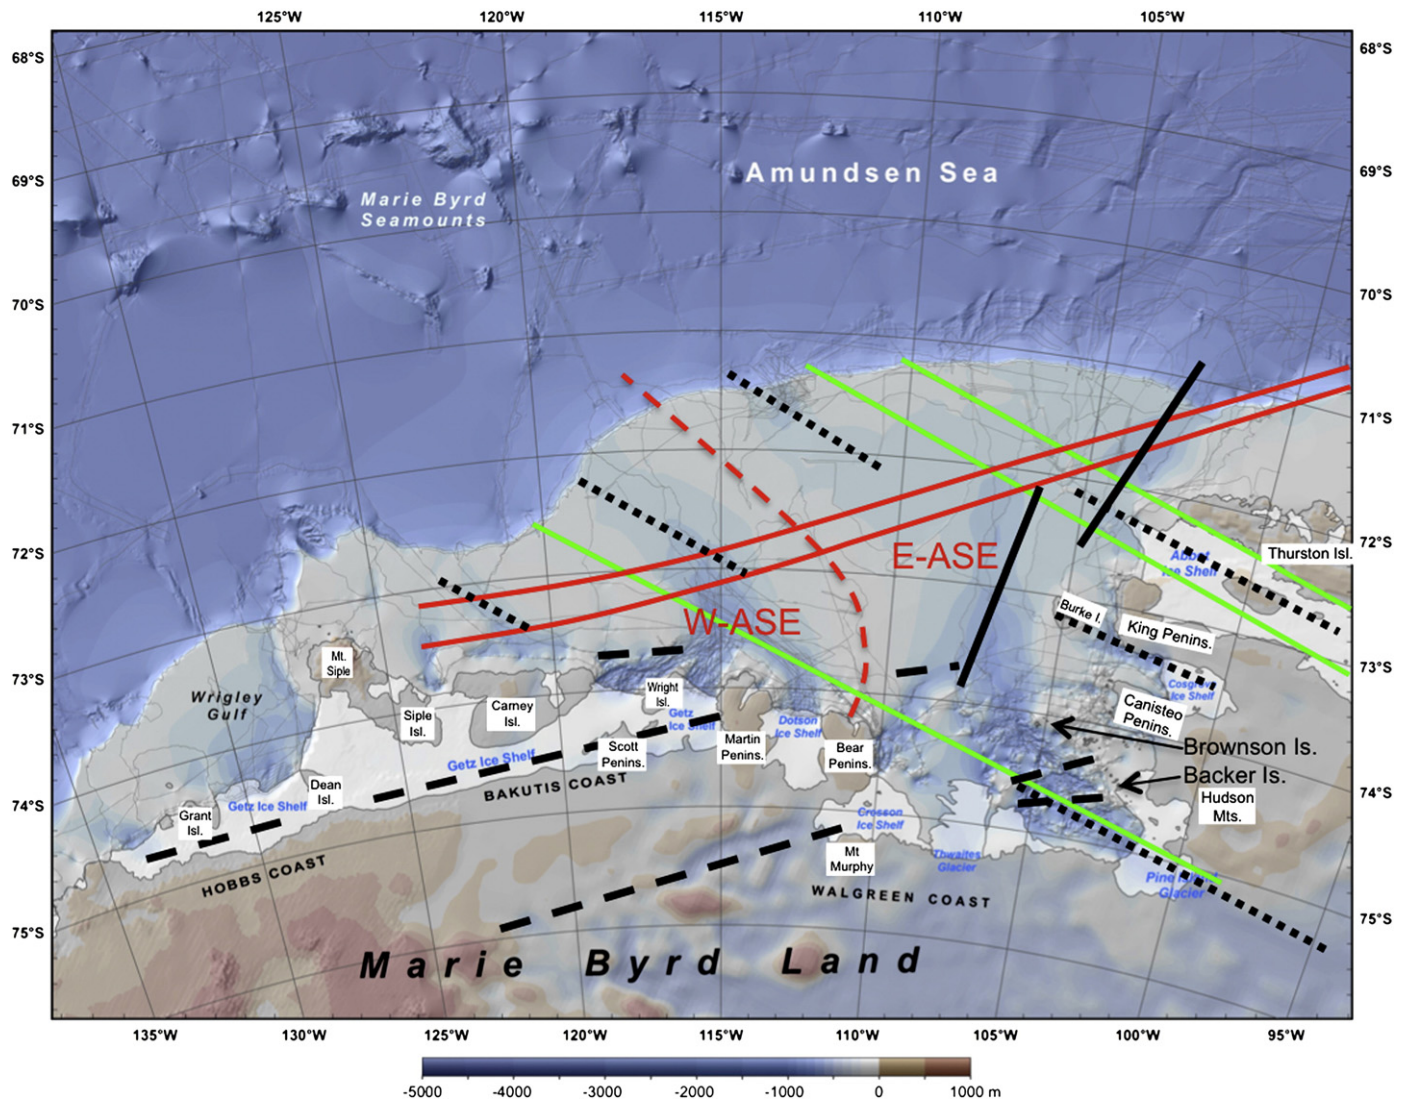 125°W 120°W 115°W 110°W 105°W
68°S 68°S
Amundsen Sea
69°S 69°S
Marie Byrd
Seamounts
70°S 70°S
71°S 71°S
72°S 72°S
E-ASE
Thurston Isl.
Abbot
Ice Shelf
Burke I.
W-ASE
King Penins.
Mt.
Siple
73°S 73°S
Wrigley
Gulf
Wright
Isl.
Cosgrove
Ice Shelf
Siple
Isl.
Carney
Isl.
Getz
Ice Shelf
Dotson
Ice Shelf
Canisteo
Penins.
Scott
Penins.
Martin
Penins.
Bear
Penins.
Brownson Is.
Getz Ice Shelf
Backer Is.
BAKUTIS COAST
Dean
Isl.
74°S 74°S
Getz Ice Shelf
Hudson
Mts.
Grant
Isl.
Crosson
Ice Shelf
Mt
Murphy
Thwaites
Glacier
HOBBS COAST
Pine Island
Glacier
WALGREEN COAST
75°S 75°S
Marie Byrd Land
135°W 130°W 125°W 120°W 115°W 110°W 105°W 100°W 95°W
-5000 -4000 -3000 -2000 -1000 0 1000 m